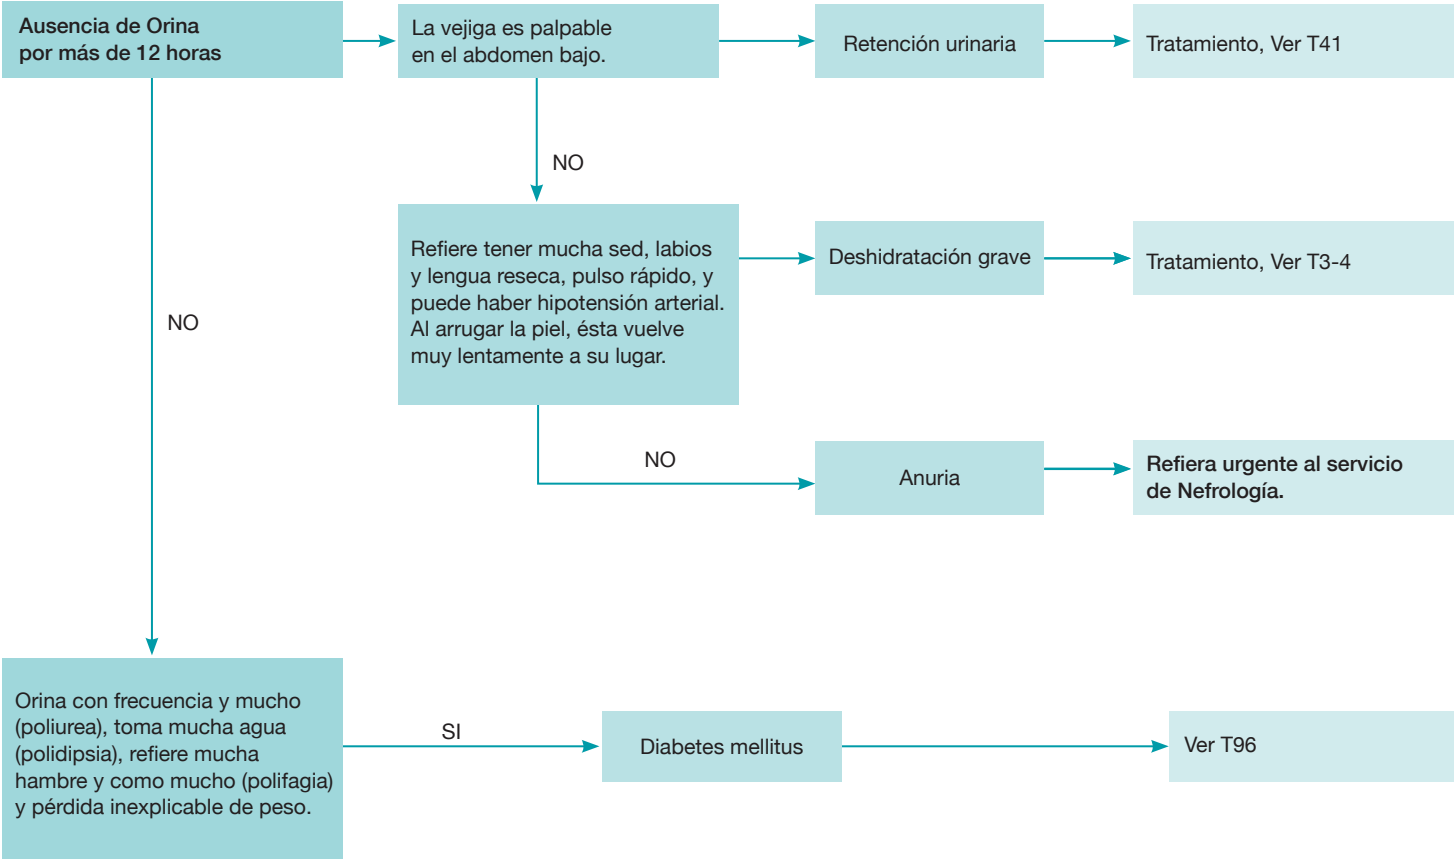 Ausencia de Orina
por más de 12 horas
La vejiga es palpable
en el abdomen bajo.
Retención urinaria
Tratamiento, Ver T41
NO
Refiere tener mucha sed, labios
y lengua reseca, pulso rápido, y
puede haber hipotensión arterial.
Al arrugar la piel, ésta vuelve
muy lentamente a su lugar.
Deshidratación grave
Tratamiento, Ver T3-4
NO
NO
Anuria
Refiera urgente al servicio
de Nefrología.
Orina con frecuencia y mucho
(poliurea), toma mucha agua
(polidipsia), refiere mucha
hambre y como mucho (polifagia)
y pérdida inexplicable de peso.
SI
Diabetes mellitus
Ver T96